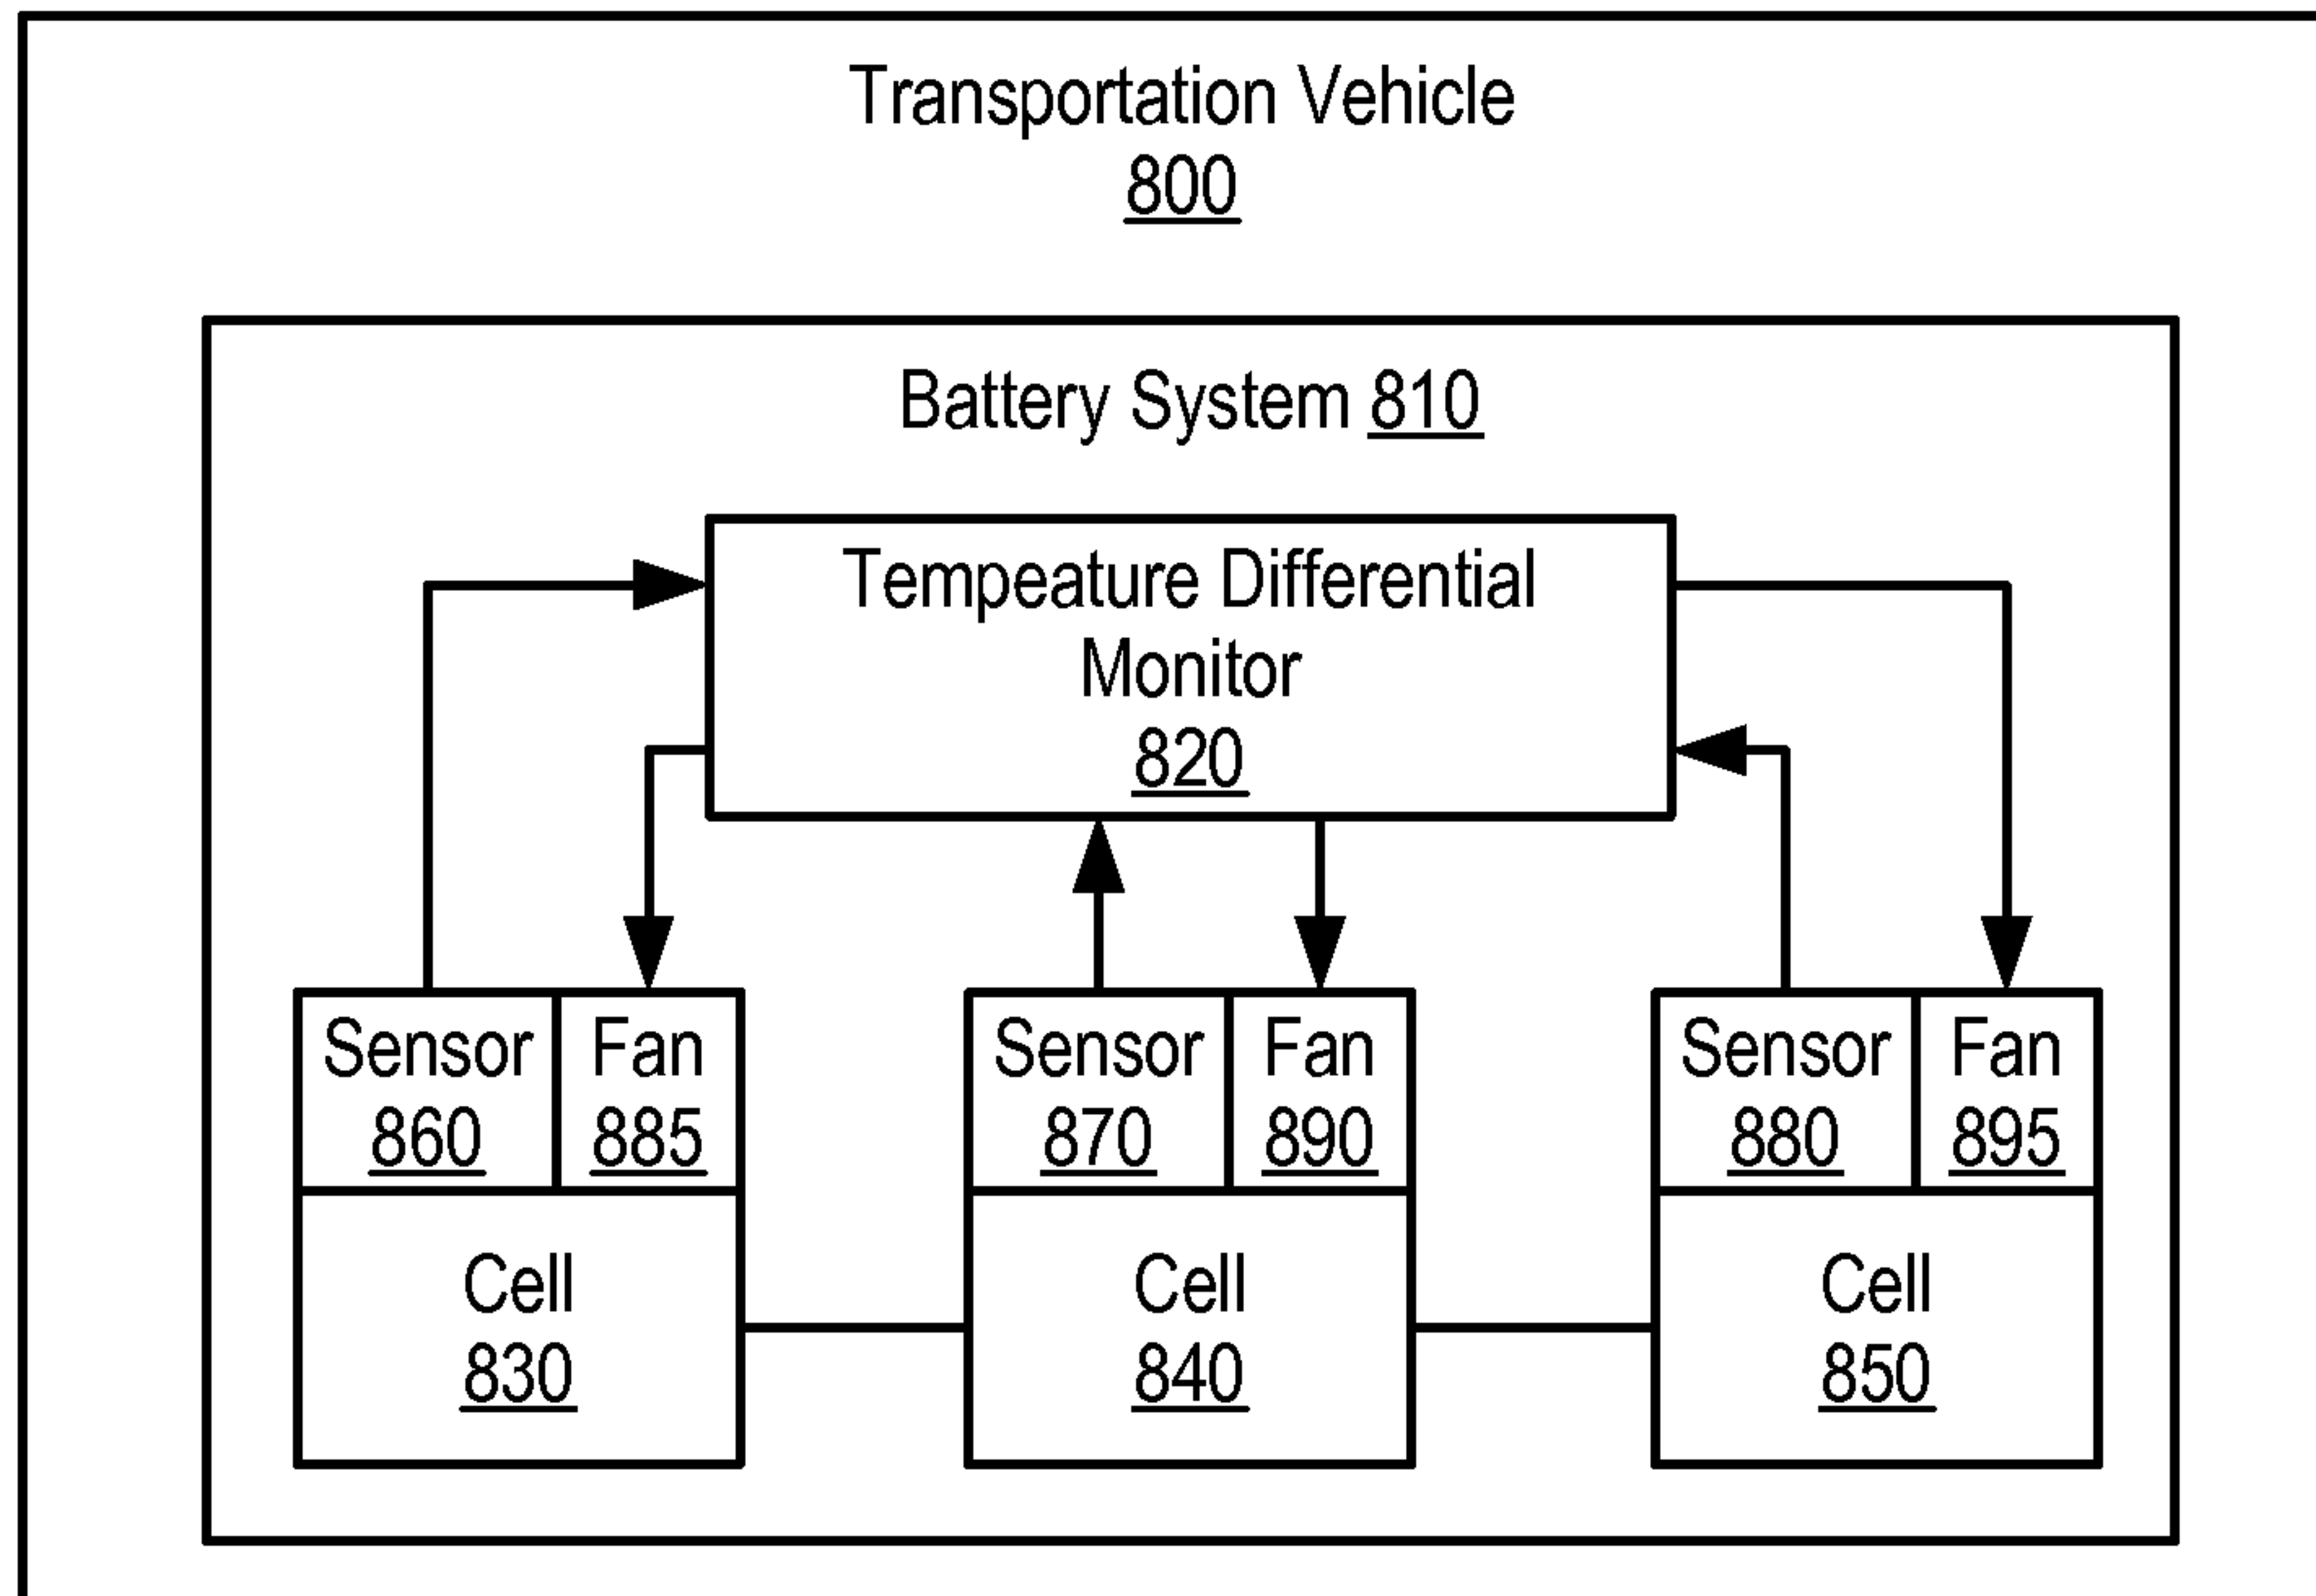 Transportation Vehicle
800
Battery System 810
Tempeature Differential
Monitor
820
Sensor
860
Fan
885
Sensor
870
Fan
890
Sensor
880
Fan
895
Cell
830
Cell
840
Cell
850